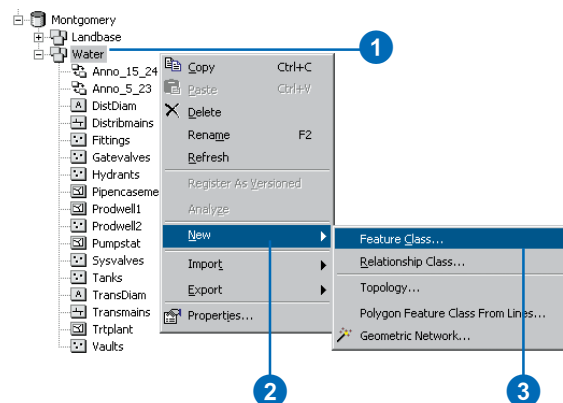 Montgomery
Landbase
Water
Anno_15_24
Anno_5_23
DistDiam
Distribmains
Fittings
Gatevalves
Hydrants
Pipencaseme
Prodwell1
Prodwell2
Pumpstat
Sysvalves
Tanks
TransDiam
Transmains
Trtplant
Vaults
1
Copy Ctrl+C
Paste Ctrl+V
Delete
Rename F2
Refresh
Register As Versioned
Analyze
New
Import
Export
Properties...
Feature Class...
Relationship Class...
Topology...
Polygon Feature Class From Lines...
Geometric Network...
2
3